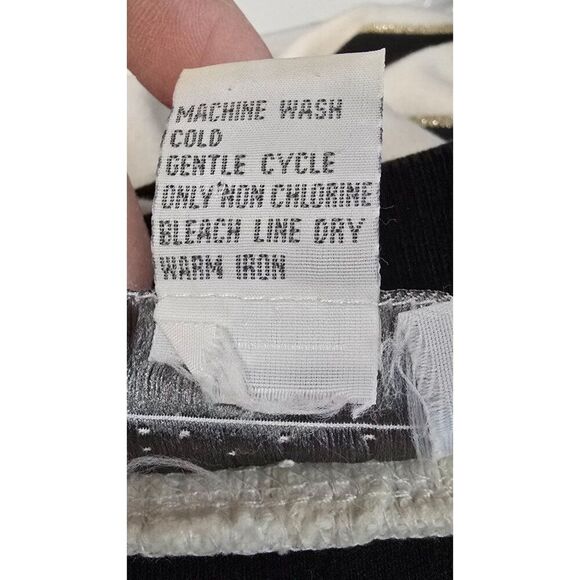 MACHINE WASH
COLD
GENTLE CYCLE
ONLY NON CHLORINE
BLEACH LINE DRY
WARM IRON